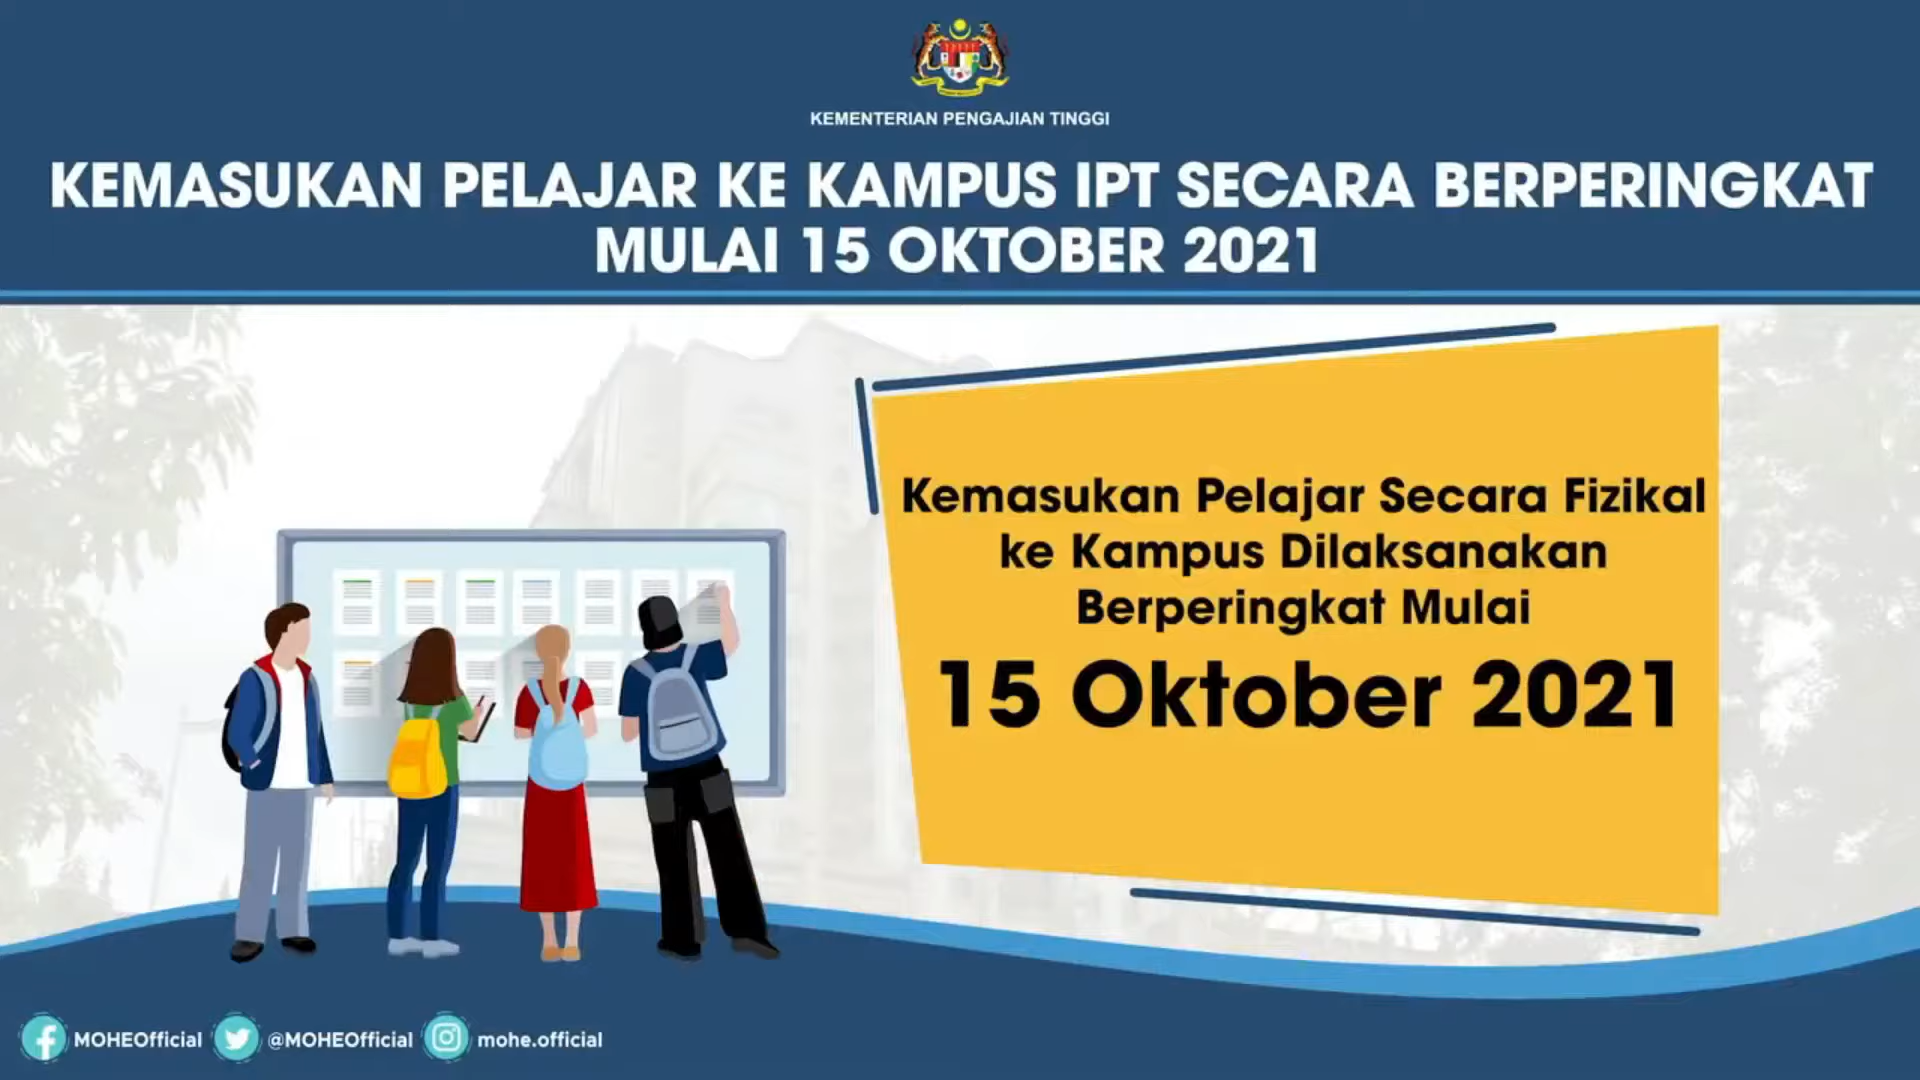 KEMENTERIAN PENGAJIAN TINGGI
KEMASUKAN PELAJAR KE KAMPUS IPT SECARA BERPERINGKAT
MULAI 15 OKTOBER 2021
Kemasukan Pelajar Secara Fizikal
ke Kampus Dilaksanakan
Berperingkat Mulai
15 Oktober 2021
MOHEOfficial @MOHEOfficial mohe.official